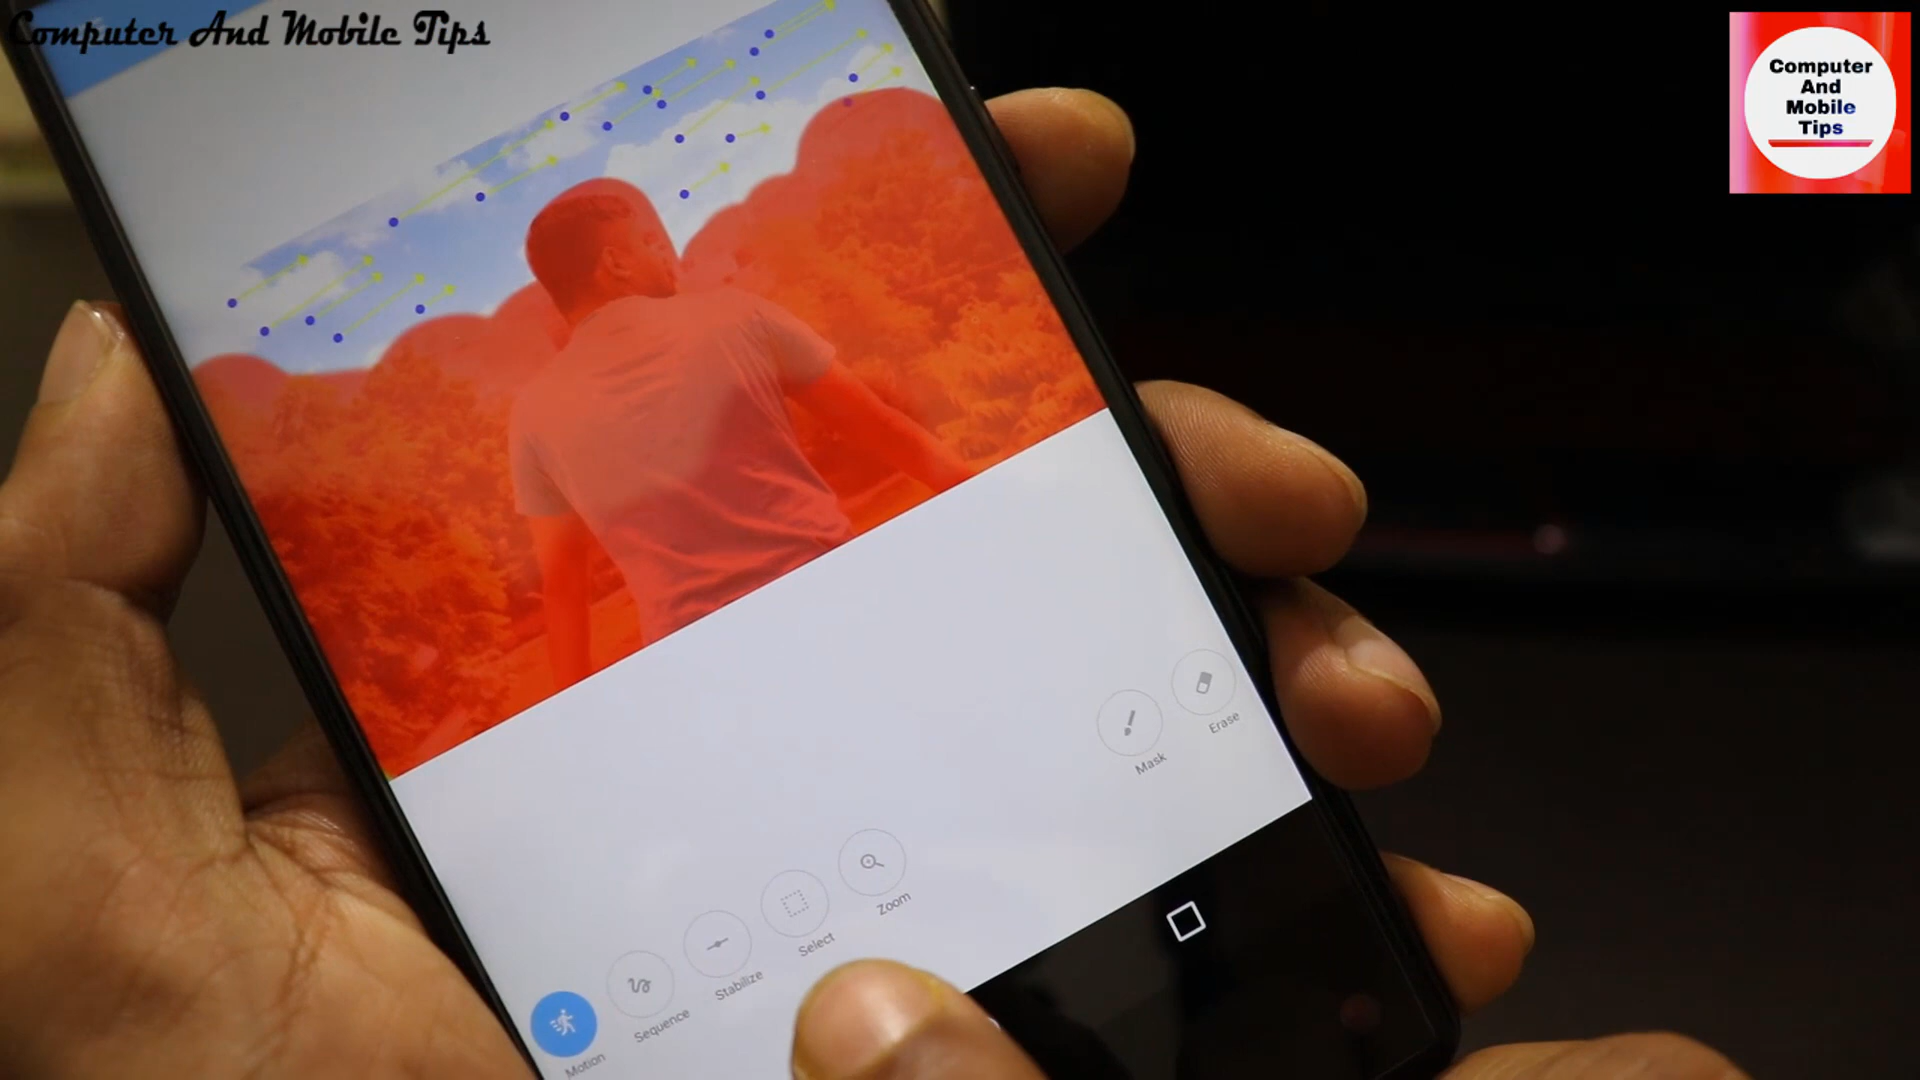 Computer And Mobile Tips
Computer
And
Mobile
Tips
Erase
Mask
Zoom
Select
Stabilize
Sequence
Motion